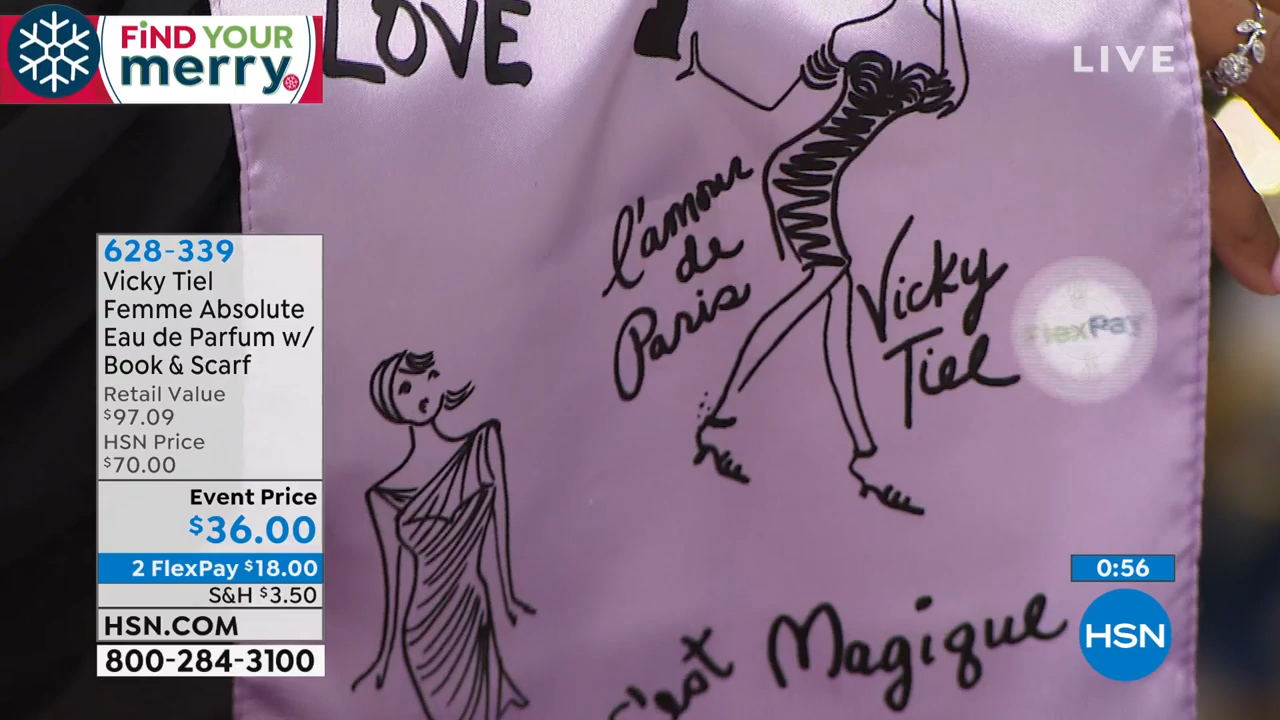 FiND YOUR
merry.
LOVE
LIVE
l'amour
de
Paris
Vicky
Tiel
FlexPay
628-339
Vicky Tiel
Femme Absolute
Eau de Parfum w/
Book & Scarf
Retail Value
$97.09
HSN Price
$70.00
Event Price
$36.00
2 FlexPay $18.00
S&H $3.50
HSN.COM
800-284-3100
0:56
HSN
c'est Magique